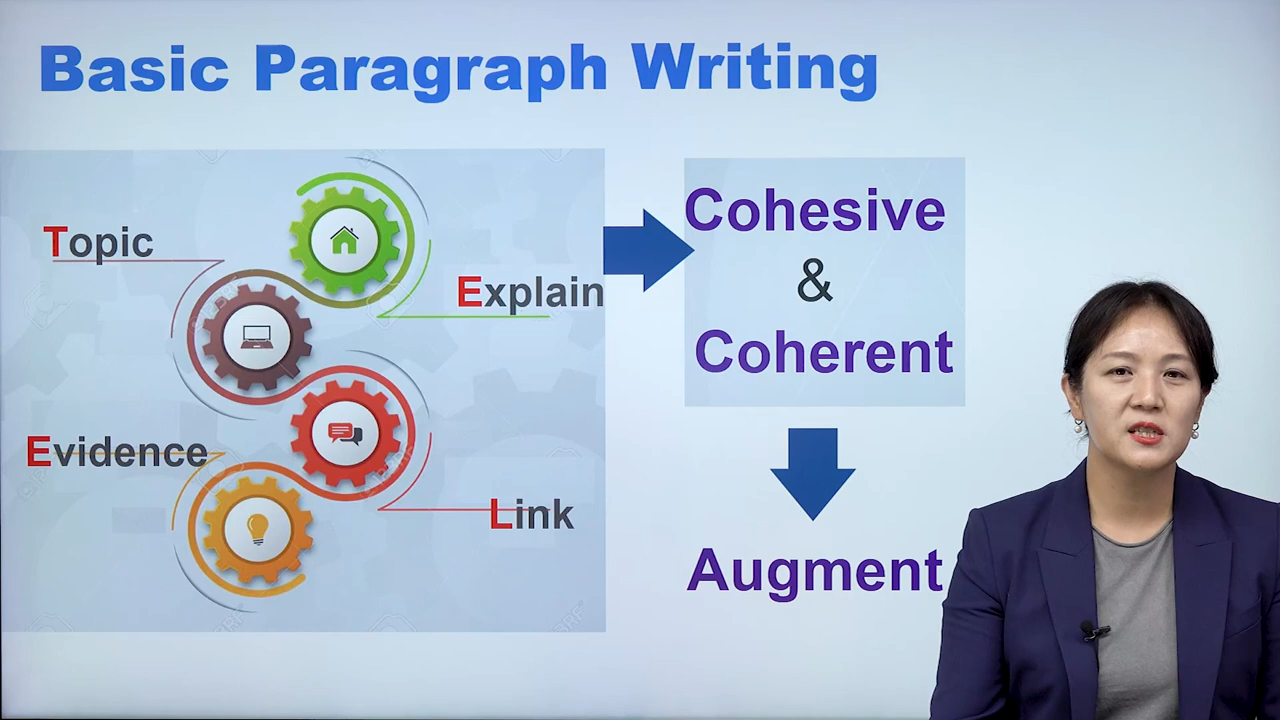 Basic Paragraph Writing
Topic
Explain
Evidence
Link
Cohesive
&
Coherent
Augment